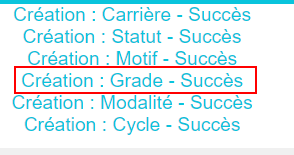 Création : Carrière - Succès
Création : Statut - Succès
Création : Motif - Succès
Création : Grade - Succès
Création : Modalité - Succès
Création : Cycle - Succès